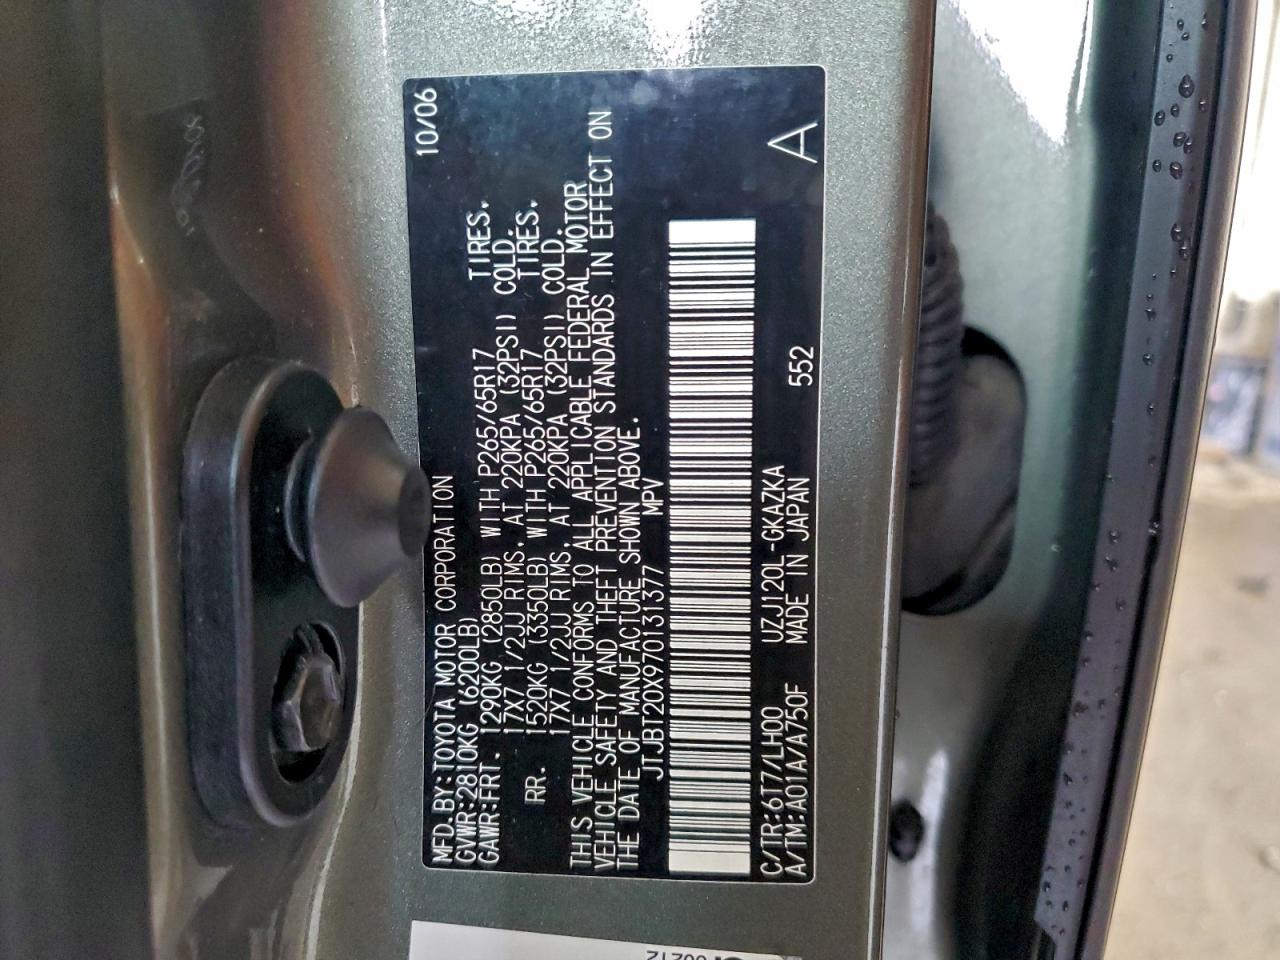 MFD.BY:TOYOTA MOTOR CORPORATION 10/06
GVWR:2810KG (6200LB)
GAWR:FRT. 1290KG (2850LB) WITH P265/65R17 TIRES.
17X7 1/2JJ RIMS. AT 220KPA (32PSI) COLD.
RR. 1520KG (3350LB) WITH P265/65R17 TIRES.
17X7 1/2JJ RIMS. AT 220KPA (32PSI) COLD.
THIS VEHICLE CONFORMS TO ALL APPLICABLE FEDERAL MOTOR
VEHICLE SAFETY AND THEFT PREVENTION STANDARDS IN EFFECT ON
THE DATE OF MANUFACTURE SHOWN ABOVE.
JTJBT20X970131377 MPV
C/TR:6T7/LH00 UZJ120L-GKAZKA 552 A
A/TM:A01A/A750F MADE IN JAPAN